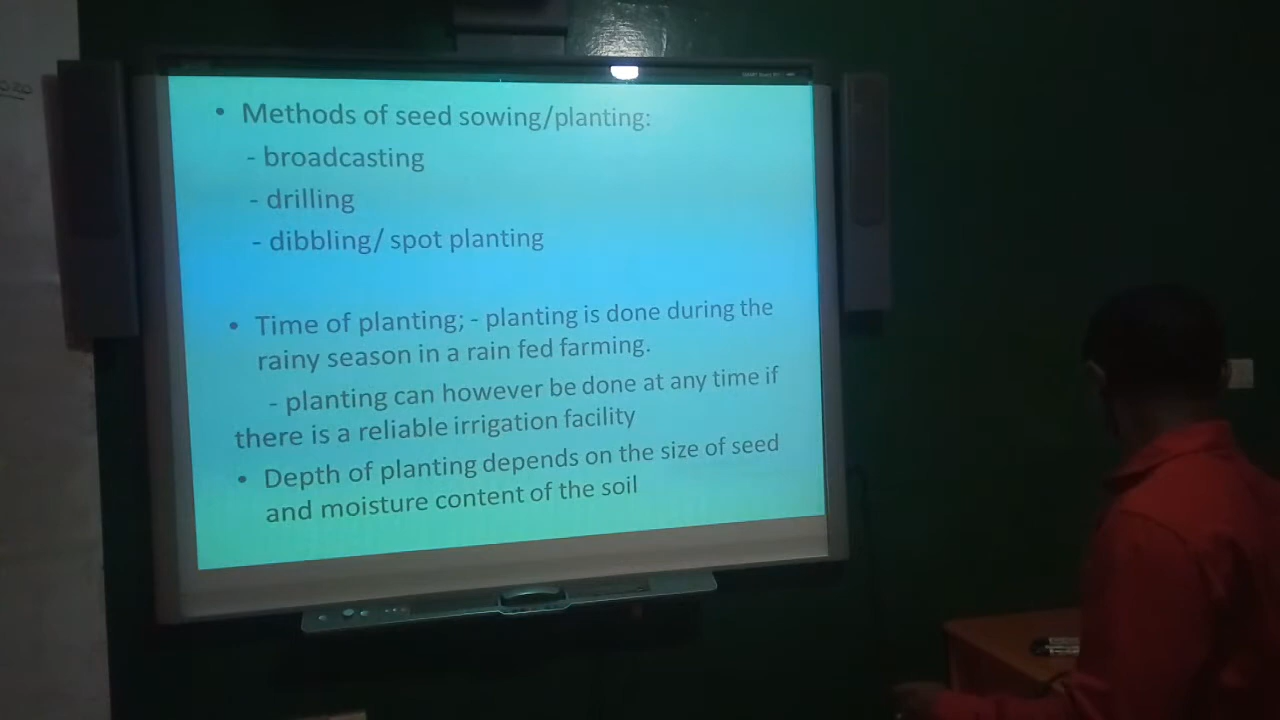 • Methods of seed sowing/planting:
- broadcasting
- drilling
- dibbling/ spot planting
• Time of planting; - planting is done during the
rainy season in a rain fed farming.
- planting can however be done at any time if
there is a reliable irrigation facility
• Depth of planting depends on the size of seed
and moisture content of the soil